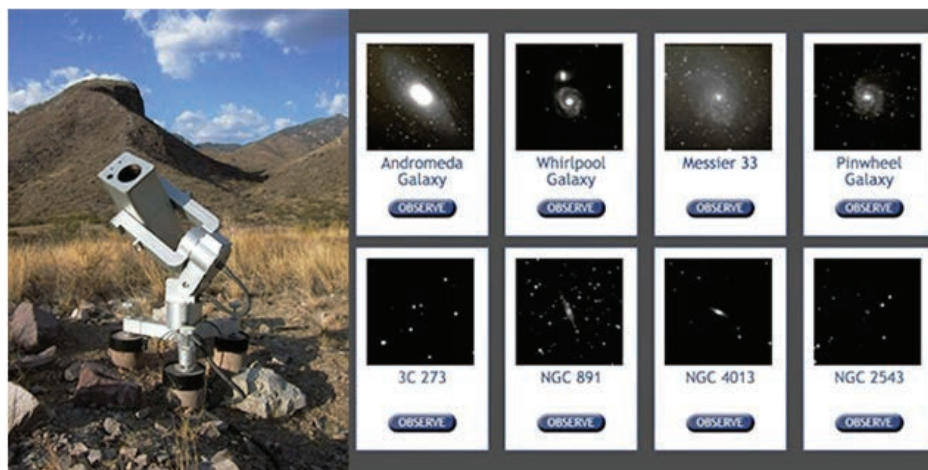 Andromeda
Galaxy
OBSERVE
Whirlpool
Galaxy
OBSERVE
Messier 33
OBSERVE
Pinwheel
Galaxy
OBSERVE
3C 273
OBSERVE
NGC 891
OBSERVE
NGC 4013
OBSERVE
NGC 2543
OBSERVE